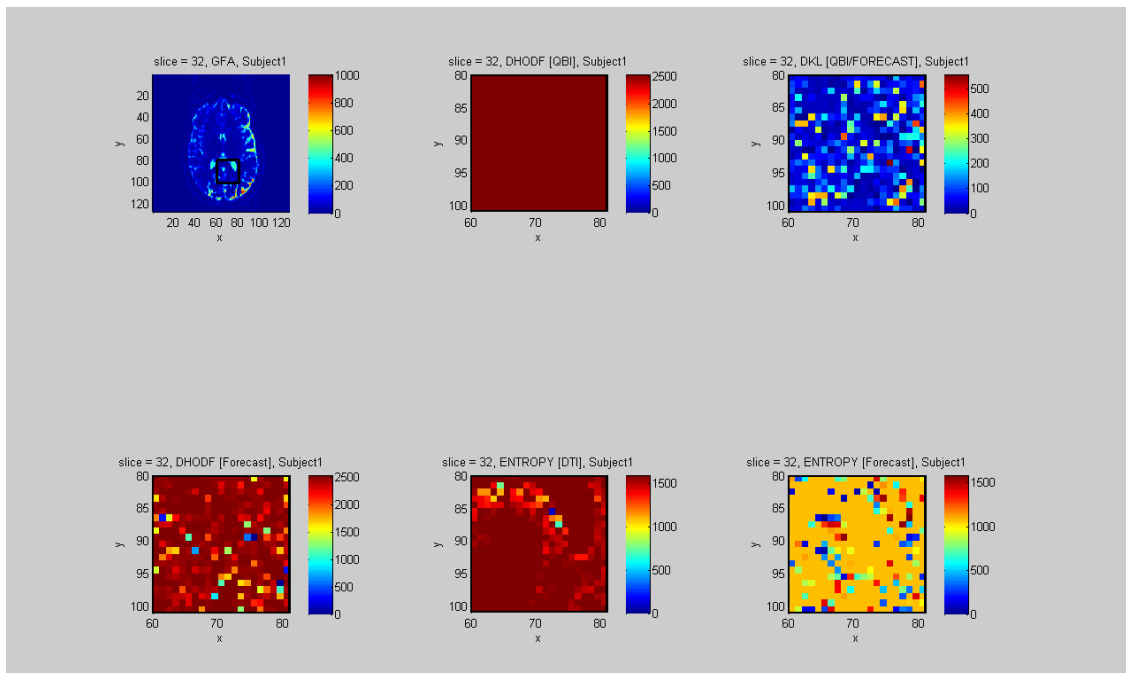 slice = 32, GFA, Subject1
20
40
60
80
100
120
y
20 40 60 80 100 120
x
1000
800
600
400
200
0
slice = 32, DHODF [QBI], Subject1
80
85
90
95
100
y
60 70 80
x
2500
2000
1500
1000
500
0
slice = 32, DKL [QBI/FORECAST], Subject1
80
85
90
95
100
y
60 70 80
x
500
400
300
200
100
0
slice = 32, DHODF [Forecast], Subject1
80
85
90
95
100
y
60 70 80
x
2500
2000
1500
1000
500
0
slice = 32, ENTROPY [DTI], Subject1
80
85
90
95
100
y
60 70 80
x
1500
1000
500
0
slice = 32, ENTROPY [Forecast], Subject1
80
85
90
95
100
y
60 70 80
x
1500
1000
500
0